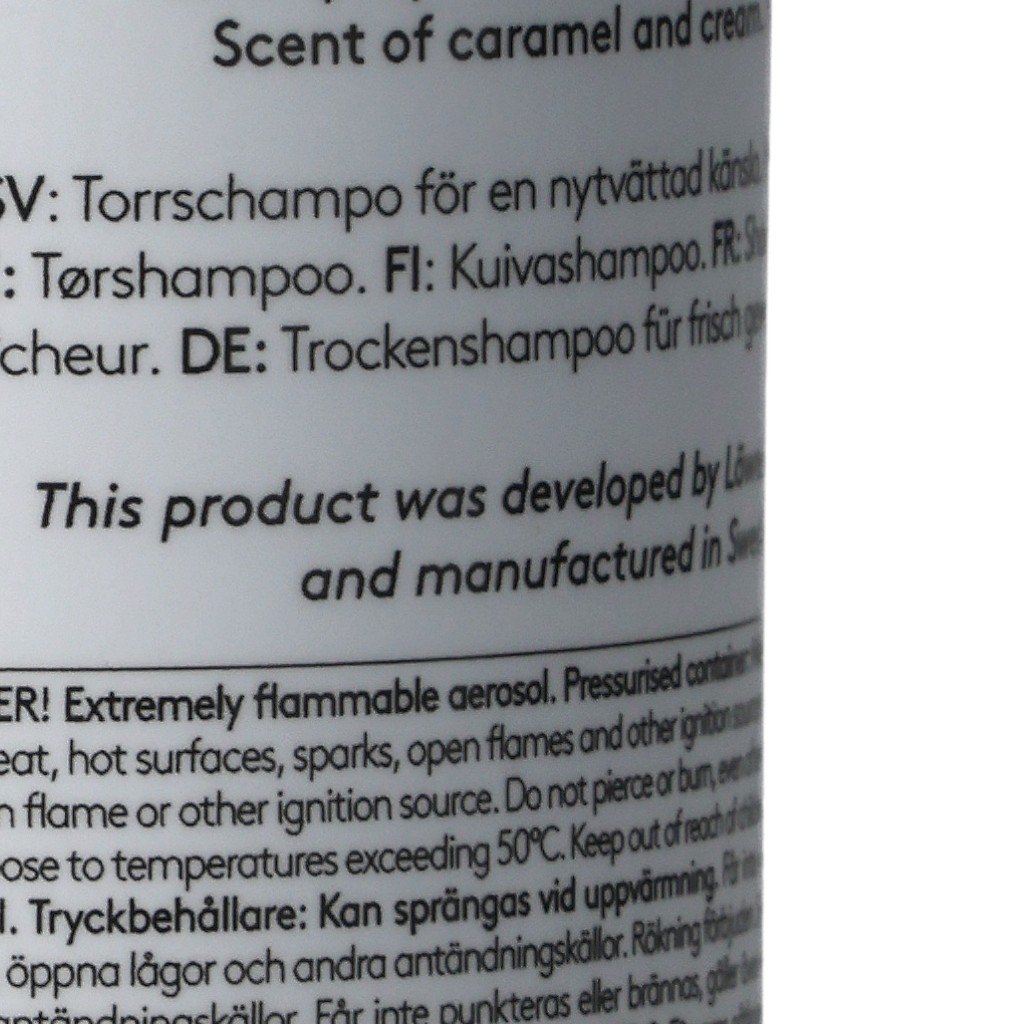 Scent of caramel and cream.
SV: Torrschampo för en nytvättad känsla.
: Tørshampoo. FI: Kuivashampoo. FR:
cheur. DE: Trockenshampoo für frisch
This product was developed by
and manufactured in
ER! Extremely flammable aerosol. Pressurised container:
eat, hot surfaces, sparks, open flames and other ignition
n flame or other ignition source. Do not pierce or burn, even
ose to temperatures exceeding 50°C. Keep out of reach of
l. Tryckbehållare: Kan sprängas vid uppvärmning. Får
öppna lågor och andra antändningskällor. Rökning
antändningskällor. Får inte punkteras eller brännas, gäller